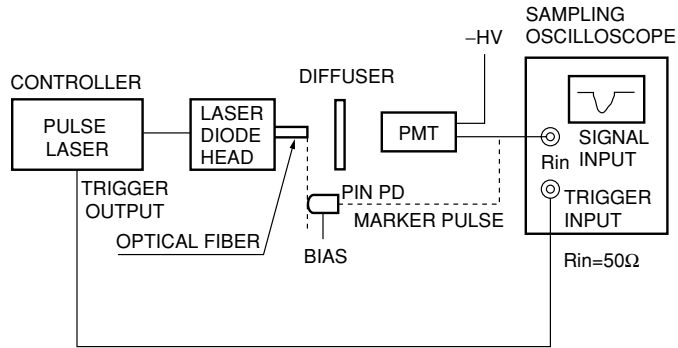 SAMPLING
OSCILLOSCOPE
–HV
CONTROLLER
DIFFUSER
PULSE
LASER
LASER
DIODE
HEAD
PMT
Rin
SIGNAL
INPUT
TRIGGER
OUTPUT
PIN PD
MARKER PULSE
TRIGGER
INPUT
OPTICAL FIBER
BIAS
Rin=50Ω